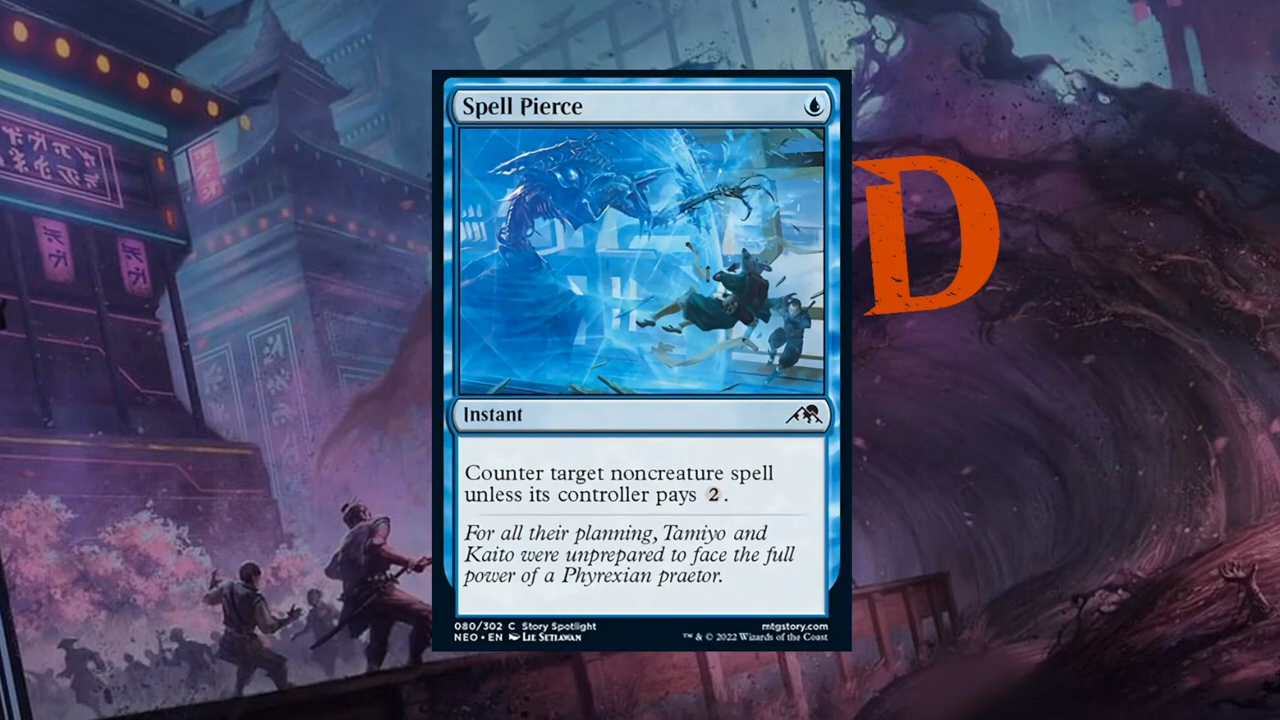 Spell Pierce
D
Instant
Counter target noncreature spell
unless its controller pays 2.
For all their planning, Tamiyo and
Kaito were unprepared to face the full
power of a Phyrexian praetor.
080/302 C Story Spotlight
NEO • EN Lie Setiawan
mtgstory.com
™ & © 2022 Wizards of the Coast